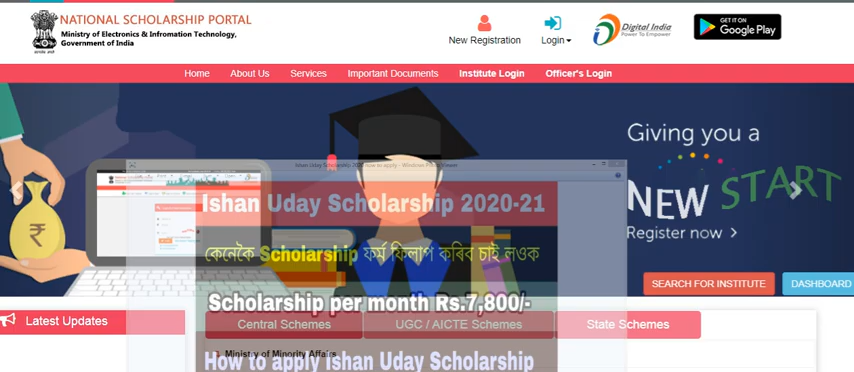 NATIONAL SCHOLARSHIP PORTAL
Ministry of Electronics & Infromation Technology,
Government of India
New Registration
Login
Digital India
Power To Empower
GET IT ON
Google Play
Home About Us Services Important Documents Institute Login Officer's Login
Giving you a
NEW START
Register now >
Ishan Uday Scholarship 2020-21
কেনেকৈ Scholarship ফৰ্ম ফিলাপ কৰিব চাই লওক
SEARCH FOR INSTITUTE DASHBOARD
Scholarship per month Rs.7,800/-
Latest Updates
Central Schemes UGC / AICTE Schemes State Schemes
Ministry of Minority Affairs
How to apply Ishan Uday Scholarship